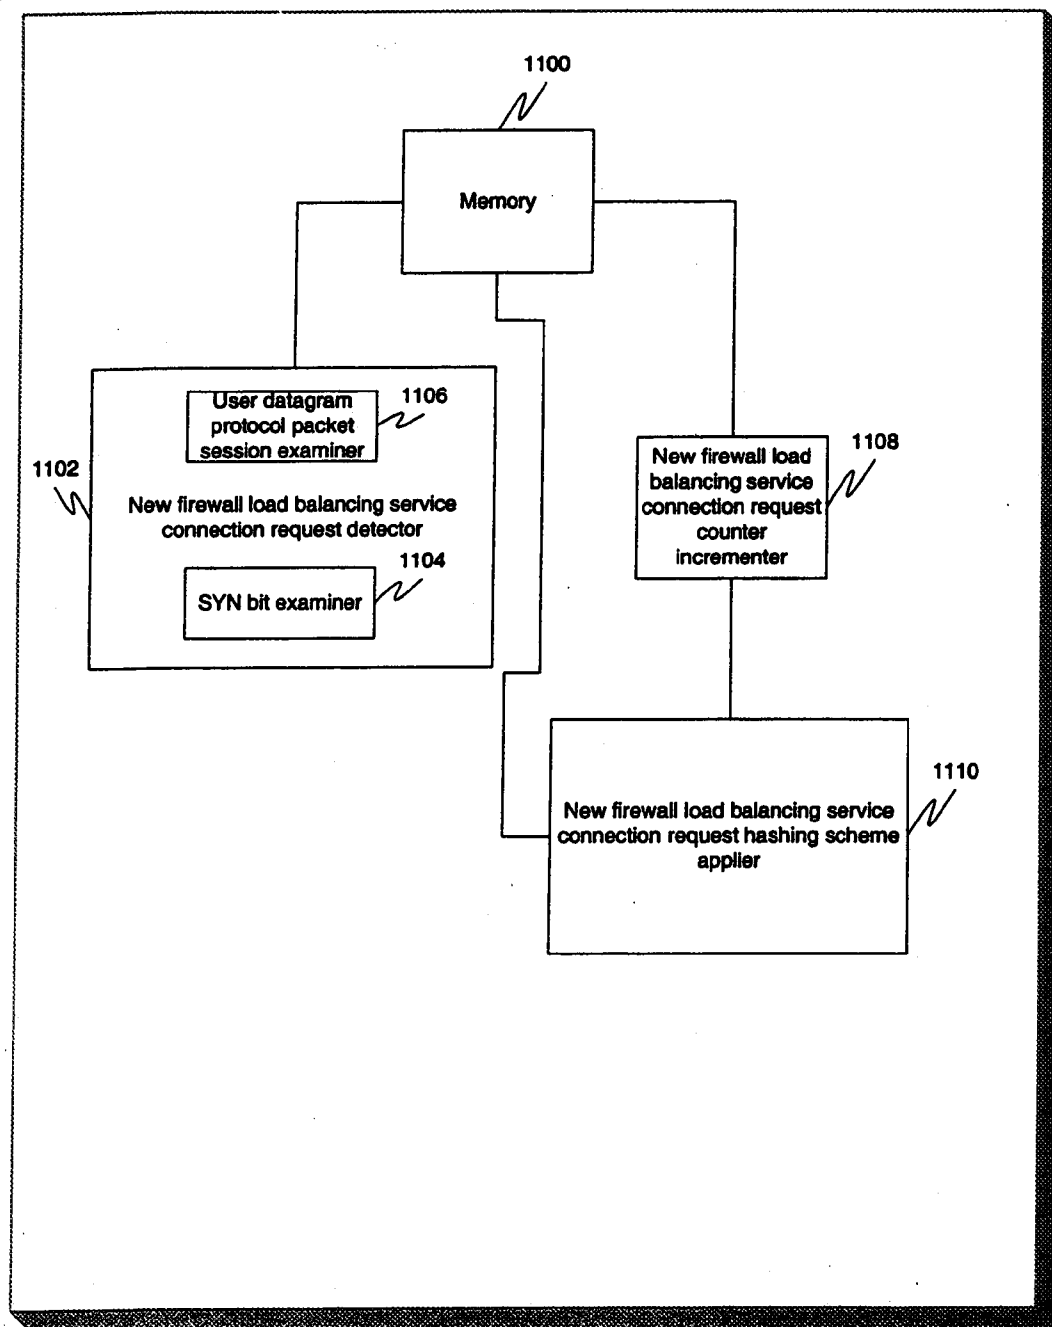 1100
Memory
User datagram
protocol packet
session examiner
1106
1102
New firewall load balancing service
connection request detector
1104
SYN bit examiner
New firewall load
balancing service
connection request
counter
incrementer
1108
1110
New firewall load balancing service
connection request hashing scheme
applier